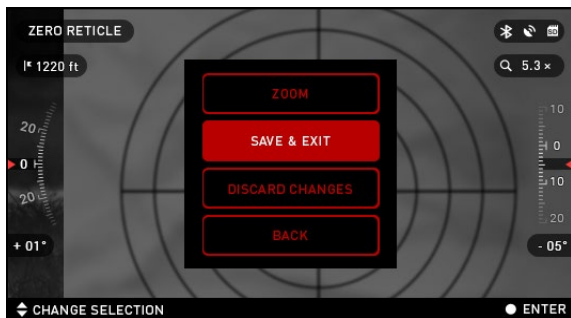 ZERO RETICLE
1220 ft
5.3 ×
ZOOM
SAVE & EXIT
DISCARD CHANGES
BACK
20
0
20
+ 01°
10
0
10
20
- 05°
CHANGE SELECTION
ENTER